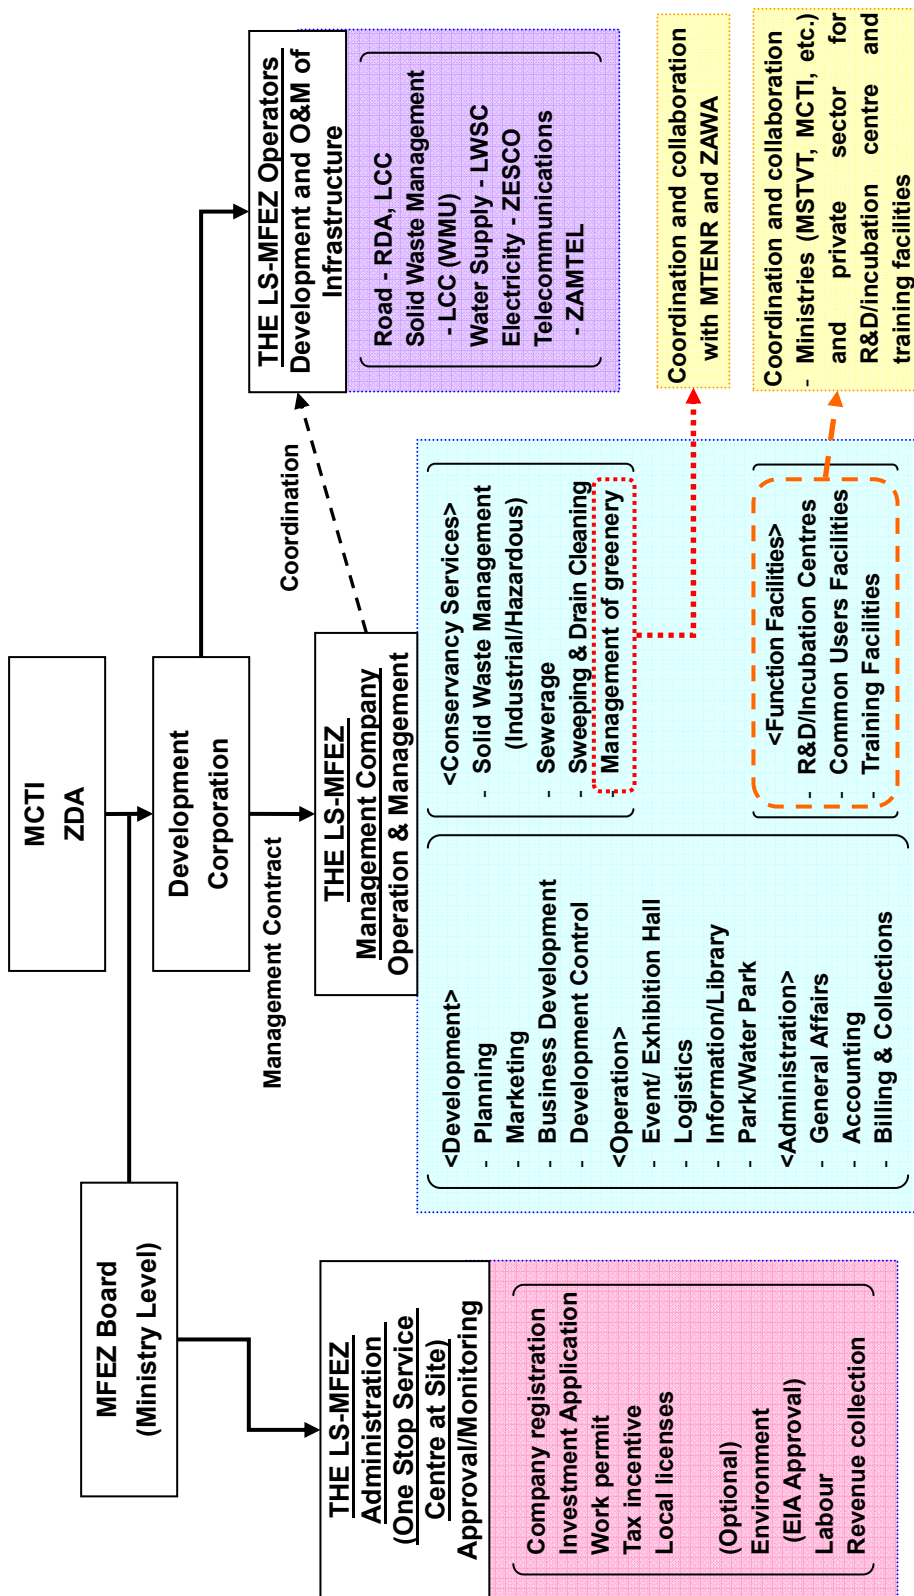 MCTI
ZDA
MFEZ Board
(Ministry Level)
Development
Corporation
Management Contract
Coordination
THE LS-MFEZ
Administration
(One Stop Service
Centre at Site)
Approval/Monitoring
Company registration
Investment Application
Work permit
Tax incentive
Local licenses
(Optional)
Environment
(EIA Approval)
Labour
Revenue collection
THE LS-MFEZ
Management Company
Operation & Management
<Development>
- Planning
- Marketing
- Business Development
- Development Control
<Operation>
- Event/ Exhibition Hall
- Logistics
- Information/Library
- Park/Water Park
<Administration>
- General Affairs
- Accounting
- Billing & Collections
<Conservancy Services>
- Solid Waste Management
(Industrial/Hazardous)
- Sewerage
- Sweeping & Drain Cleaning
- Management of greenery
<Function Facilities>
- R&D/Incubation Centres
- Common Users Facilities
- Training Facilities
THE LS-MFEZ Operators
Development and O&M of
Infrastructure
Road - RDA, LCC
Solid Waste Management
- LCC (WMU)
Water Supply - LWSC
Electricity - ZESCO
Telecommunications
- ZAMTEL
Coordination and collaboration
with MTENR and ZAWA
Coordination and collaboration
- Ministries (MSTVT, MCTI, etc.)
and private sector for
R&D/incubation centre and
training facilities